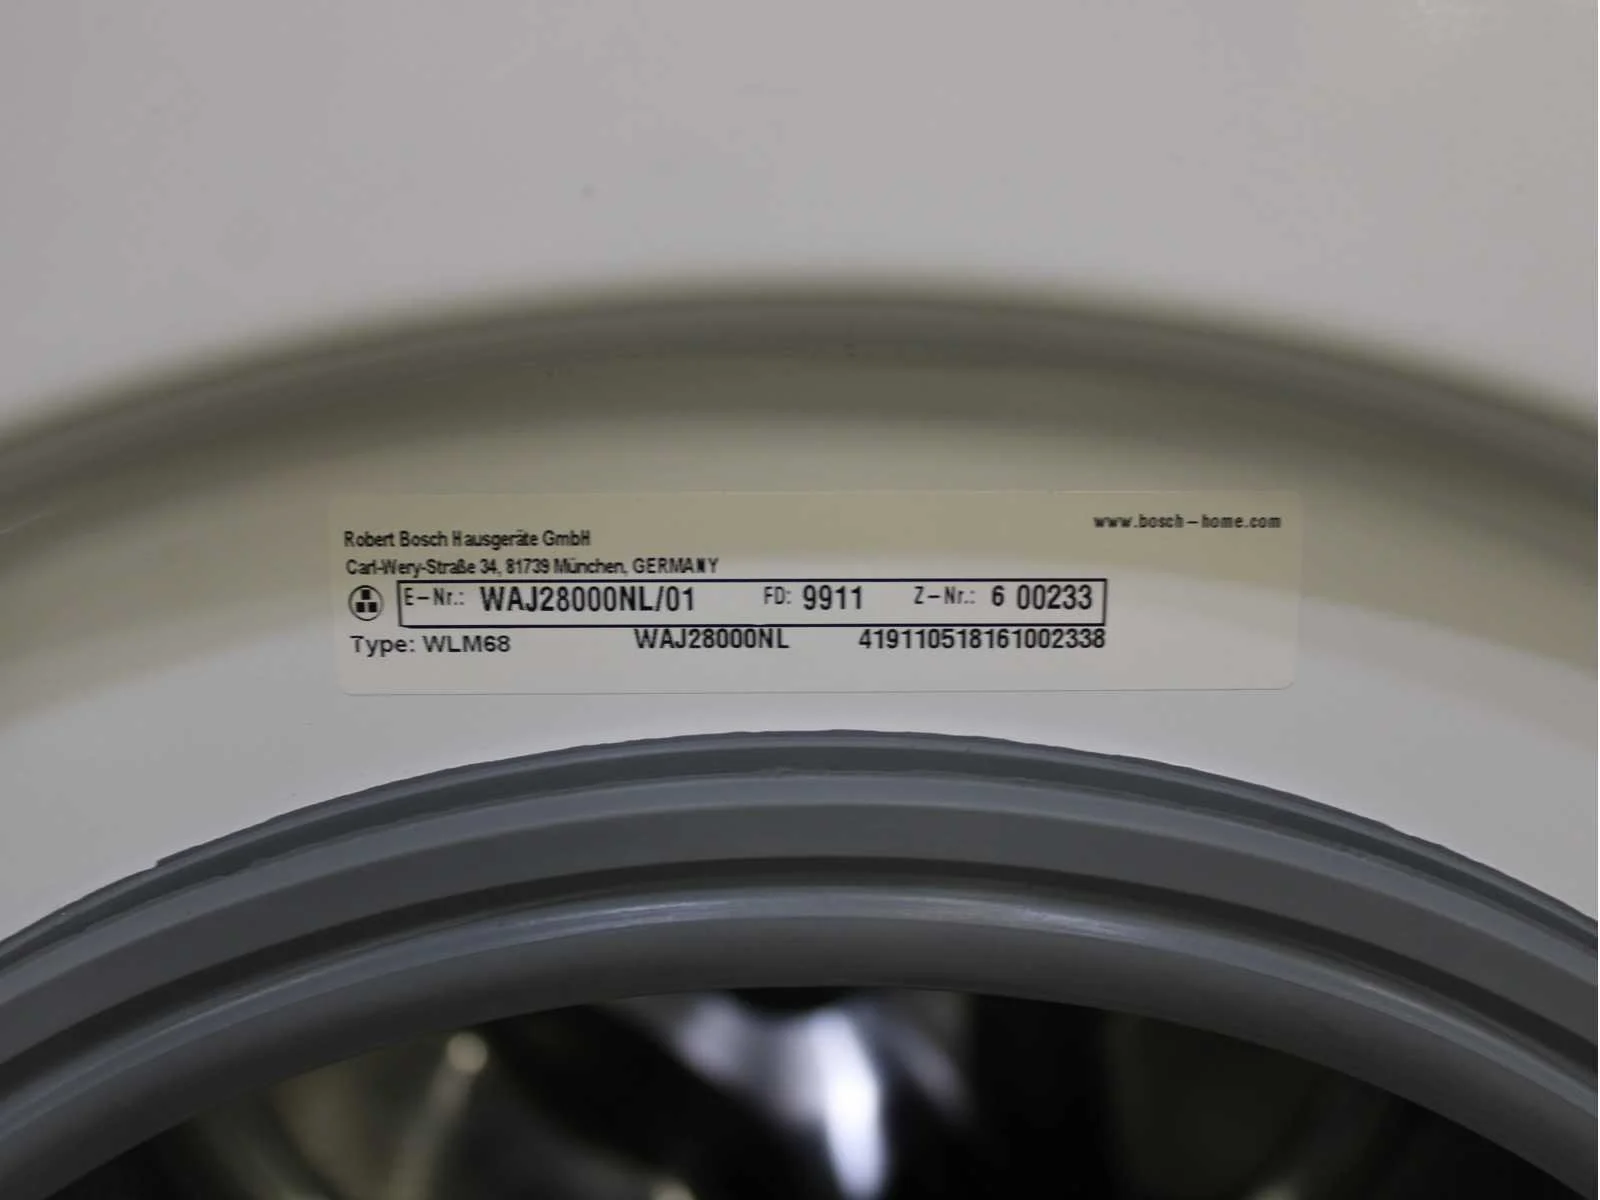 www.bosch-home.com
Robert Bosch Hausgeräte GmbH
Carl-Wery-Straße 34, 81739 München, GERMANY
E-Nr.: WAJ28000NL/01 FD: 9911 Z-Nr.: 6 00233
Type: WLM68 WAJ28000NL 419110518161002338